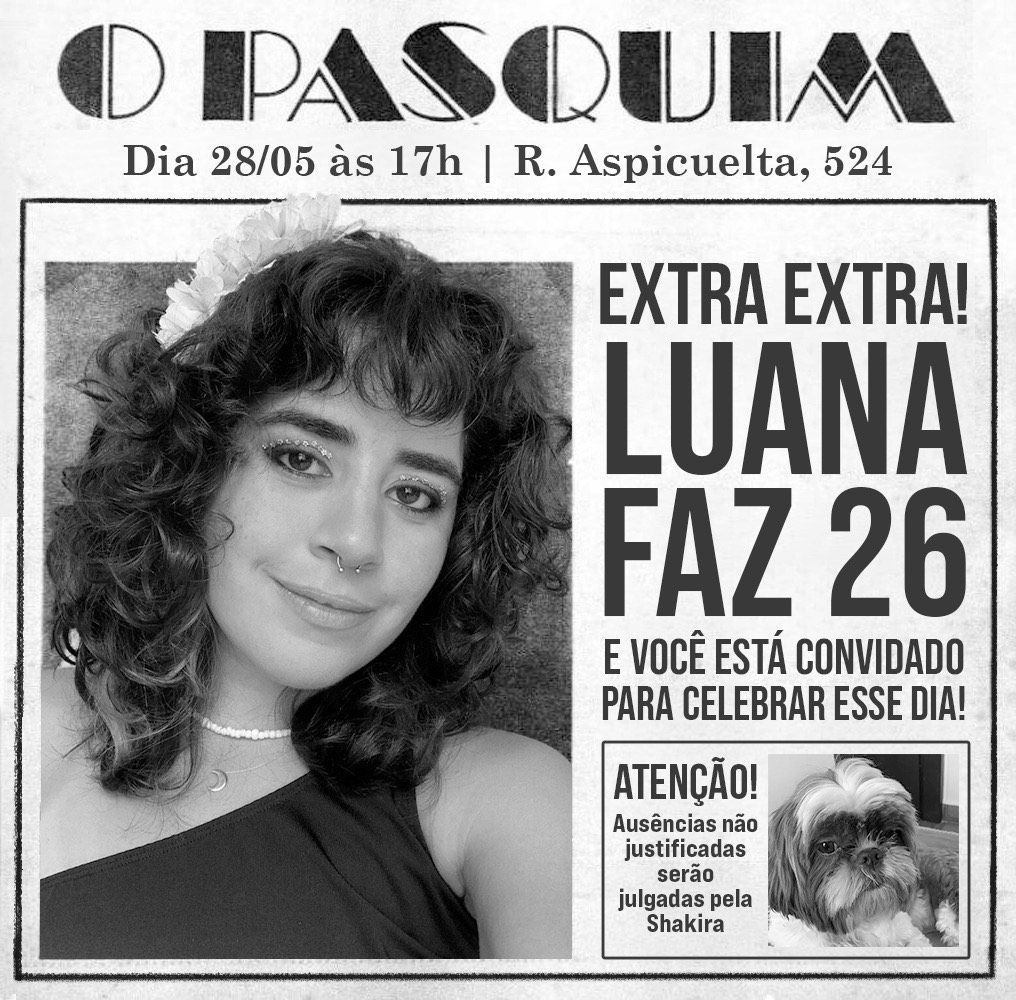 O PASQUIM
Dia 28/05 às 17h | R. Aspicuelta, 524
EXTRA EXTRA!
LUANA
FAZ 26
E VOCÊ ESTÁ CONVIDADO
PARA CELEBRAR ESSE DIA!
ATENÇÃO!
Ausências não
justificadas
serão
julgadas pela
Shakira